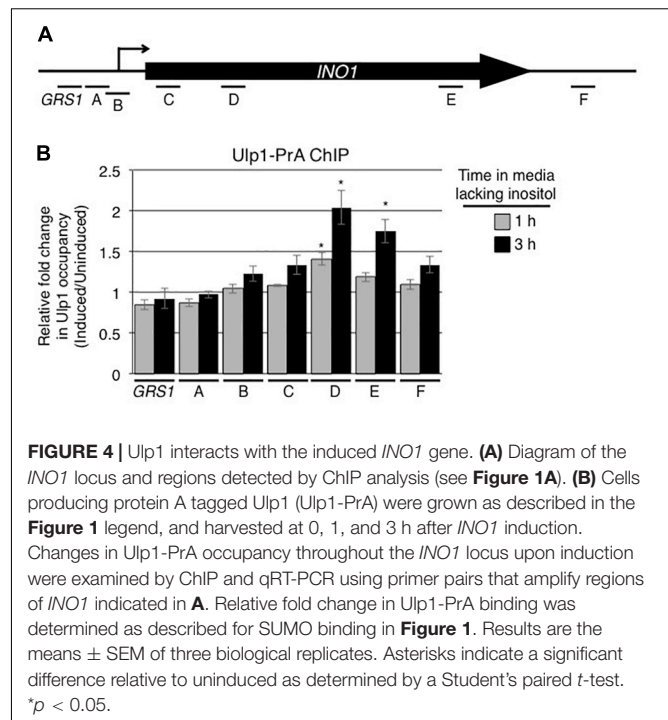 A
INO1
GRS1 A B C D E F
B
Ulp1-PrA ChIP
Relative fold change
in Ulp1 occupancy
(Induced/Uninduced)
2.5
2
1.5
1
0.5
0
* * *
GRS1 A B C D E F
Time in media
lacking inositol
1 h
3 h
FIGURE 4 | Ulp1 interacts with the induced INO1 gene. (A) Diagram of the
INO1 locus and regions detected by ChIP analysis (see Figure 1A). (B) Cells
producing protein A tagged Ulp1 (Ulp1-PrA) were grown as described in the
Figure 1 legend, and harvested at 0, 1, and 3 h after INO1 induction.
Changes in Ulp1-PrA occupancy throughout the INO1 locus upon induction
were examined by ChIP and qRT-PCR using primer pairs that amplify regions
of INO1 indicated in A. Relative fold change in Ulp1-PrA binding was
determined as described for SUMO binding in Figure 1. Results are the
means ± SEM of three biological replicates. Asterisks indicate a significant
difference relative to uninduced as determined by a Student's paired t-test.
*p < 0.05.